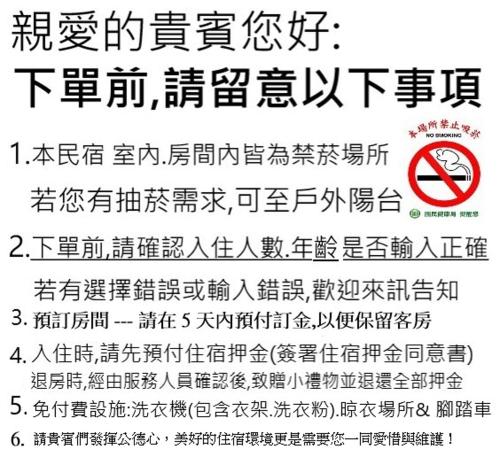 親愛的貴賓您好:
下單前,請留意以下事項
本場所禁止吸菸
NO SMOKING
1.本民宿 室內.房間內皆為禁菸場所
若您有抽菸需求,可至戶外陽台
國民健康局 提醒您
2.下單前,請確認入住人數.年齡是否輸入正確
若有選擇錯誤或輸入錯誤,歡迎來訊告知
3. 預訂房間 --- 請在 5 天內預付訂金,以便保留客房
4. 入住時,請先預付住宿押金(簽署住宿押金同意書)
退房時,經由服務人員確認後,致贈小禮物並退還全部押金
5. 免付費設施:洗衣機(包含衣架.洗衣粉).晾衣場所& 腳踏車
6. 請貴賓們發揮公德心，美好的住宿環境更是需要您一同愛惜與維護！